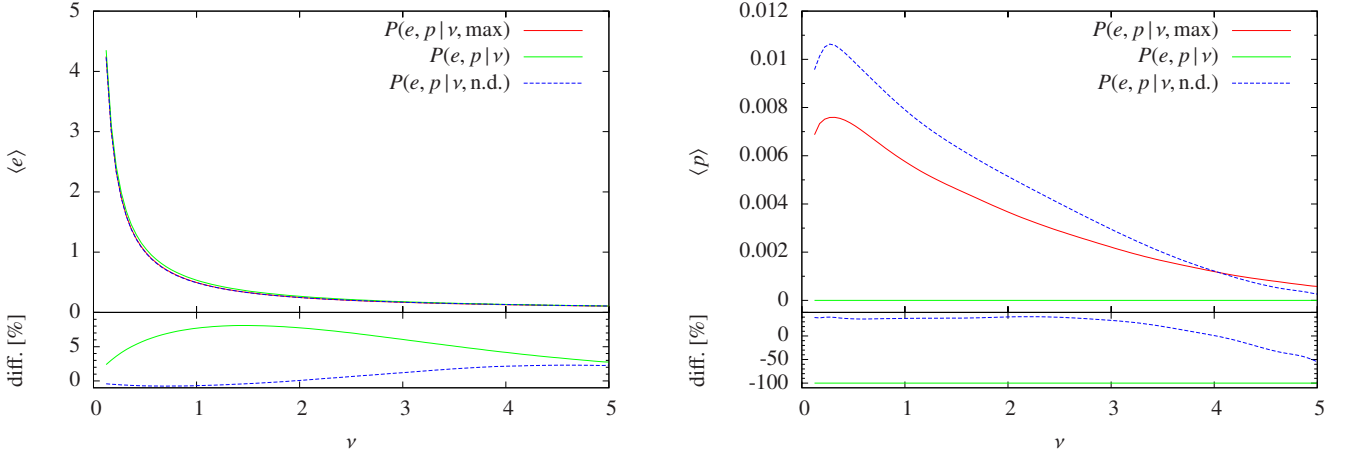 5
4
3
2
1
0
⟨e⟩
P(e, p | ν, max)
P(e, p | ν)
P(e, p | ν, n.d.)
5
0
diff. [%]
0 1 2 3 4 5
ν
0.012
0.01
0.008
0.006
0.004
0.002
0
⟨p⟩
P(e, p | ν, max)
P(e, p | ν)
P(e, p | ν, n.d.)
0
-50
-100
diff. [%]
0 1 2 3 4 5
ν